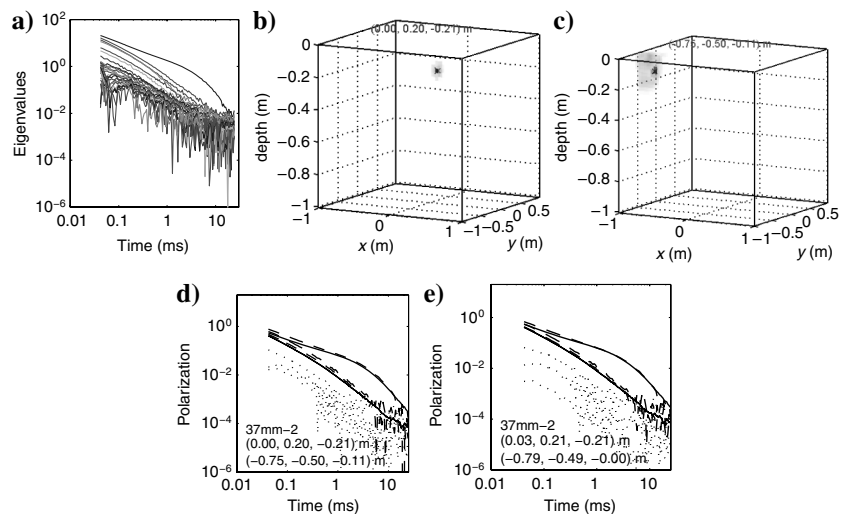 a)
10^2
10^0
10^-2
10^-4
10^-6
0.01
0.1
1
10
Time (ms)
Eigenvalues
b)
(0.00, 0.20, -0.21) m
0
−0.2
−0.4
−0.6
−0.8
−1
depth (m)
−1
0
1
x (m)
−1
−0.5
0
0.5
y (m)
c)
(-0.75, -0.50, -0.11) m
0
−0.2
−0.4
−0.6
−0.8
−1
depth (m)
−1
0
1
x (m)
−1
−0.5
0
0.5
y (m)
d)
10^0
10^-2
10^-4
10^-6
Polarization
37mm−2
(0.00, 0.20, −0.21) m
(−0.75, −0.50, −0.11) m
0.01
0.1
1
10
Time (ms)
e)
10^0
10^-2
10^-4
10^-6
Polarization
37mm−2
(0.03, 0.21, −0.21) m
(−0.79, −0.49, −0.00) m
0.01
0.1
1
10
Time (ms)